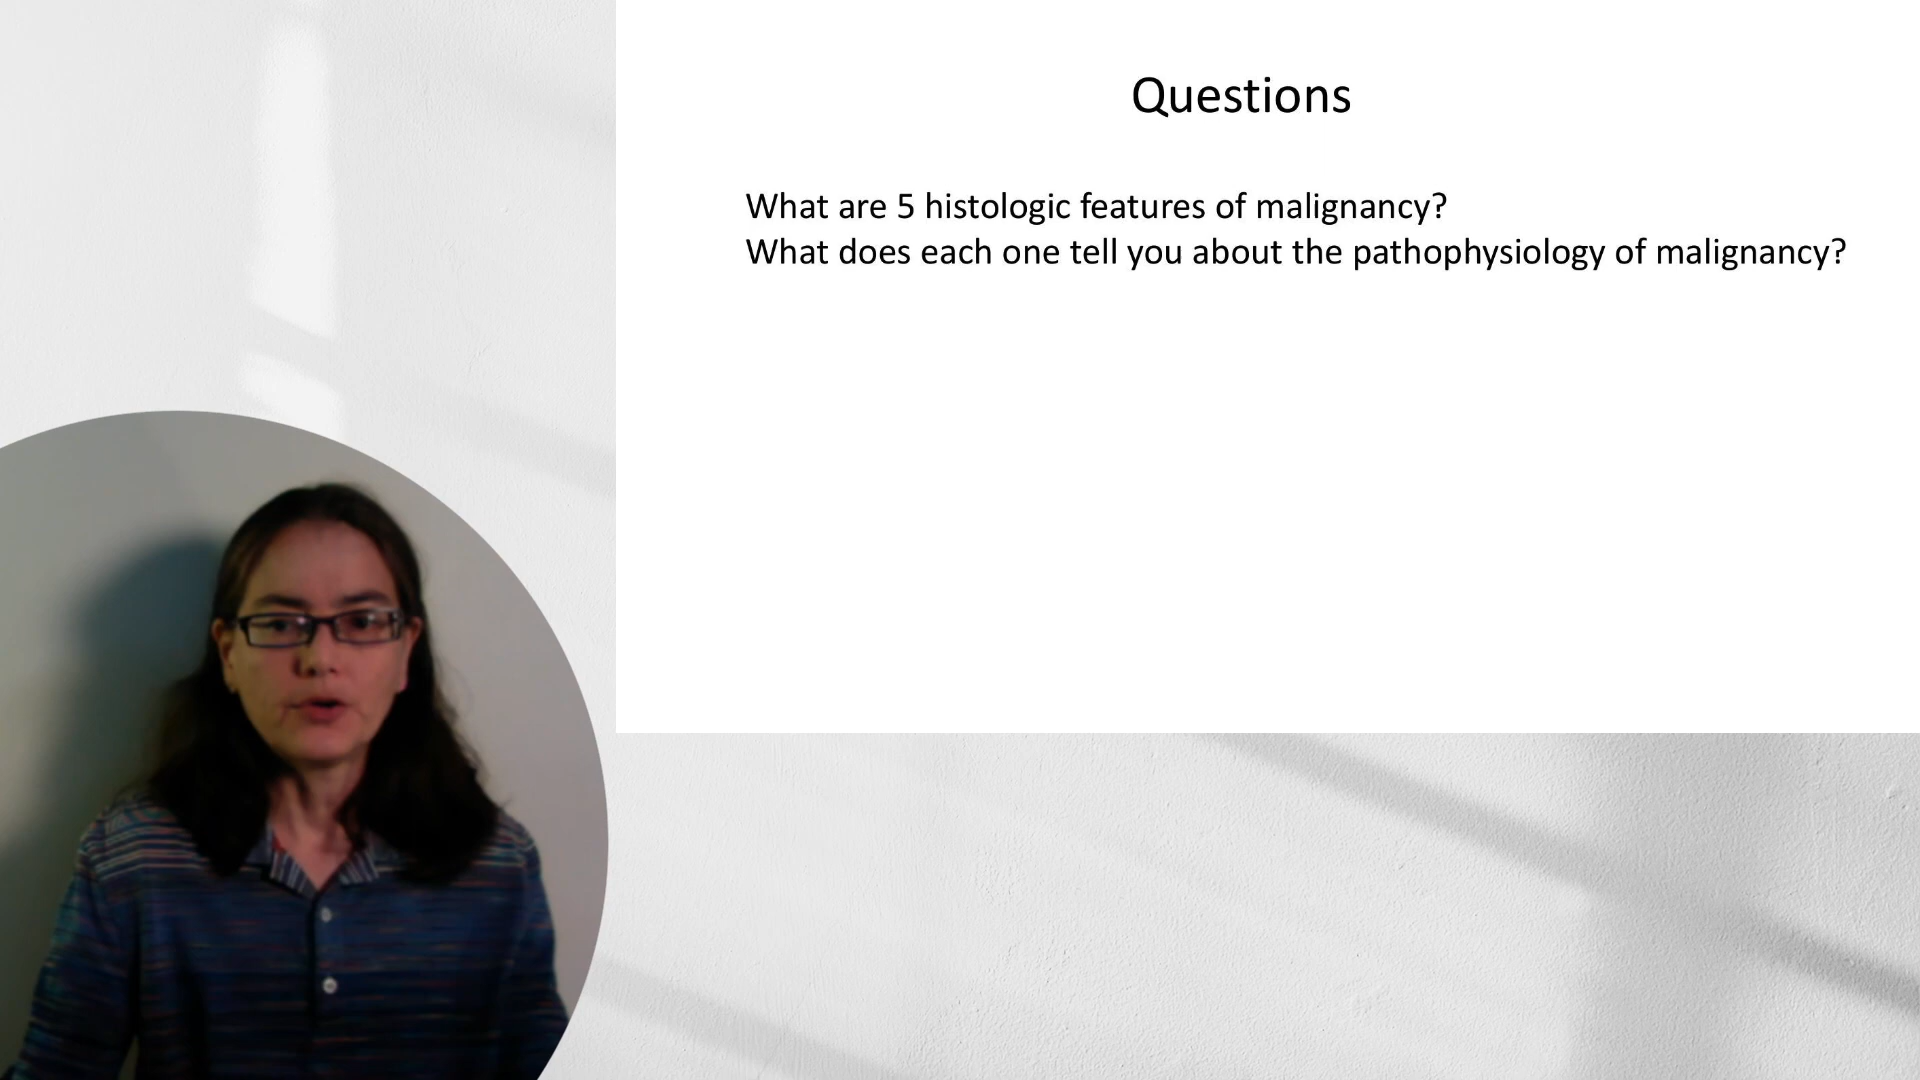 Questions
What are 5 histologic features of malignancy?
What does each one tell you about the pathophysiology of malignancy?